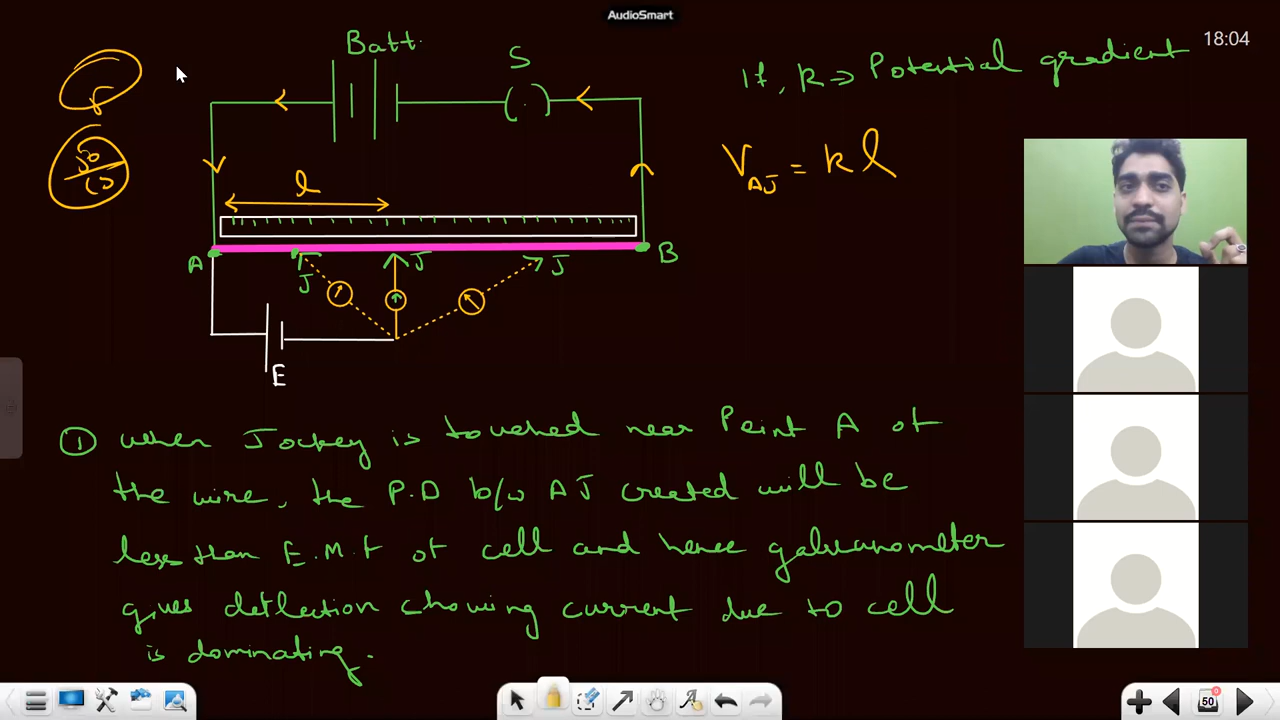 AudioSmart
18:04
Batt.
S
If, k => Potential gradient
50
l
V_AJ = k l
A
J
J
J
B
E
① When Jockey is touched near Point A of
the wire, the P.D b/w AJ created will be
less than E.M.F of cell and hence galvanometer
gives deflection showing current due to cell
is dominating.
50